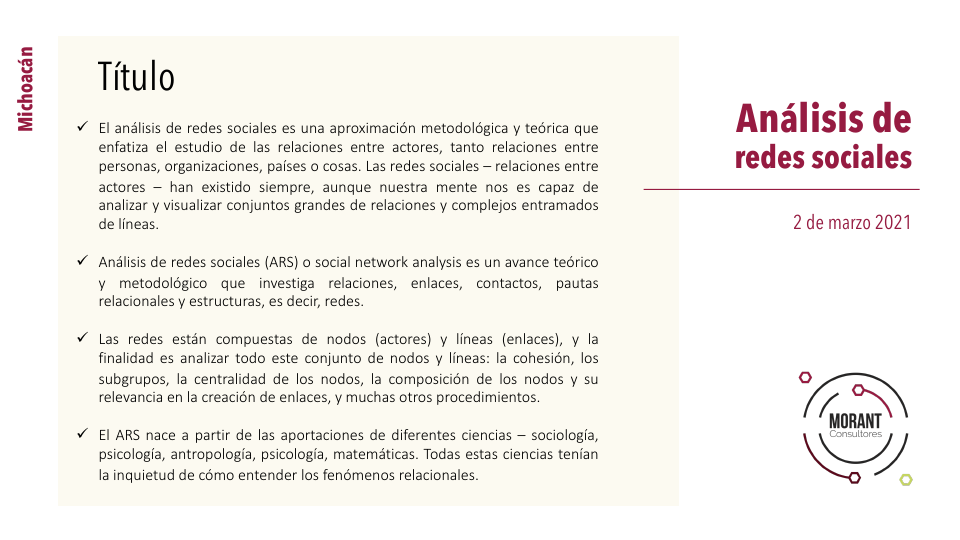 Michoacán
Título
✓ El análisis de redes sociales es una aproximación metodológica y teórica que
enfatiza el estudio de las relaciones entre actores, tanto relaciones entre
personas, organizaciones, países o cosas. Las redes sociales – relaciones entre
actores – han existido siempre, aunque nuestra mente nos es capaz de
analizar y visualizar conjuntos grandes de relaciones y complejos entramados
de líneas.
✓ Análisis de redes sociales (ARS) o social network analysis es un avance teórico
y metodológico que investiga relaciones, enlaces, contactos, pautas
relacionales y estructuras, es decir, redes.
✓ Las redes están compuestas de nodos (actores) y líneas (enlaces), y la
finalidad es analizar todo este conjunto de nodos y líneas: la cohesión, los
subgrupos, la centralidad de los nodos, la composición de los nodos y su
relevancia en la creación de enlaces, y muchas otros procedimientos.
✓ El ARS nace a partir de las aportaciones de diferentes ciencias – sociología,
psicología, antropología, psicología, matemáticas. Todas estas ciencias tenían
la inquietud de cómo entender los fenómenos relacionales.
Análisis de
redes sociales
2 de marzo 2021
MORANT
Consultores